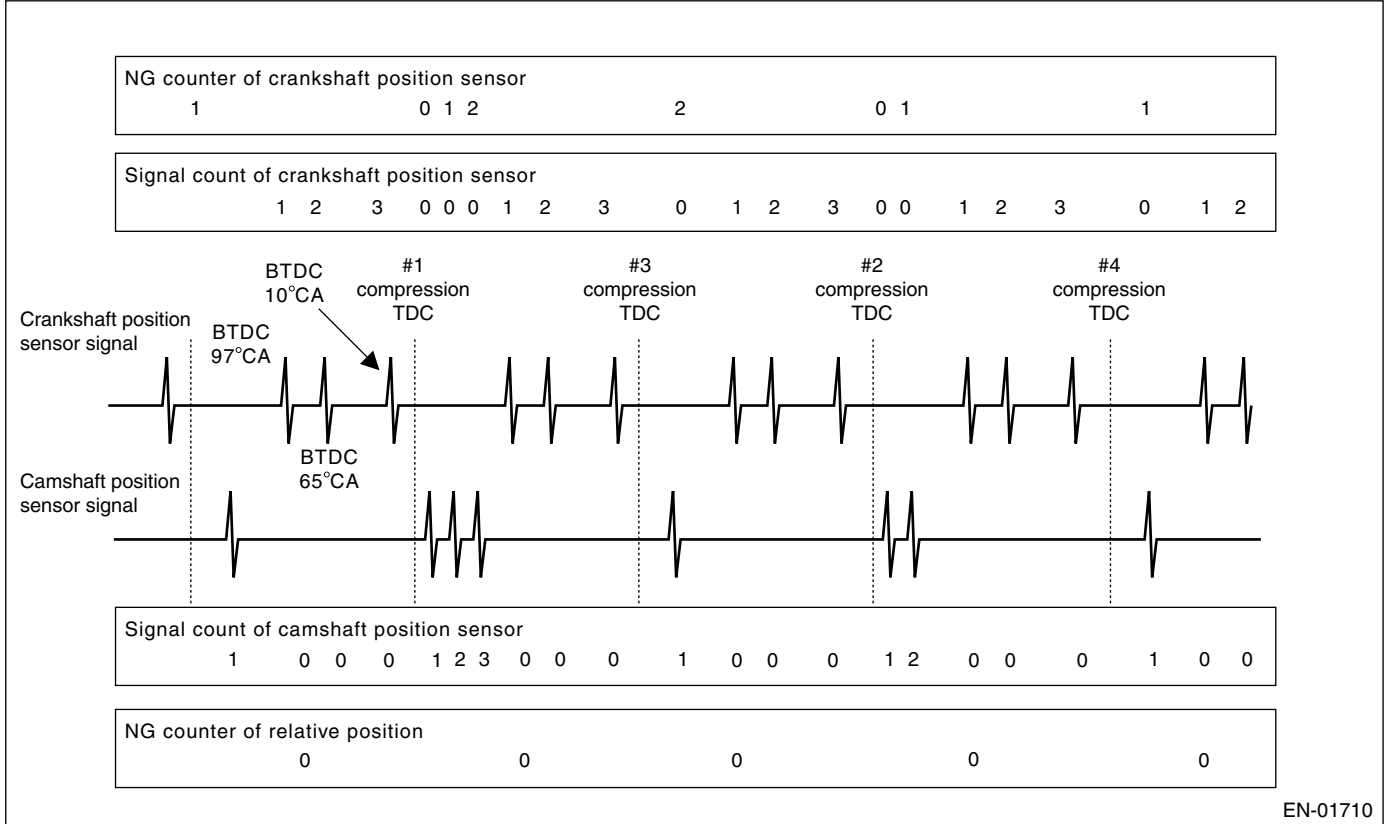 NG counter of crankshaft position sensor
1 0 1 2 2 0 1 1
Signal count of crankshaft position sensor
1 2 3 0 0 0 1 2 3 0 1 2 3 0 0 1 2 3 0 1 2
BTDC
10°CA
#1
compression
TDC
#3
compression
TDC
#2
compression
TDC
#4
compression
TDC
Crankshaft position
sensor signal
BTDC
97°CA
BTDC
65°CA
Camshaft position
sensor signal
Signal count of camshaft position sensor
1 0 0 0 1 2 3 0 0 0 1 0 0 0 1 2 0 0 0 1 0 0
NG counter of relative position
0 0 0 0 0
EN-01710